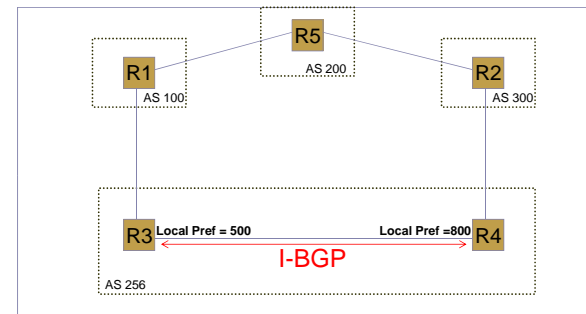 R5
AS 200
R1
AS 100
R2
AS 300
R3
Local Pref = 500
Local Pref =800
R4
I-BGP
AS 256